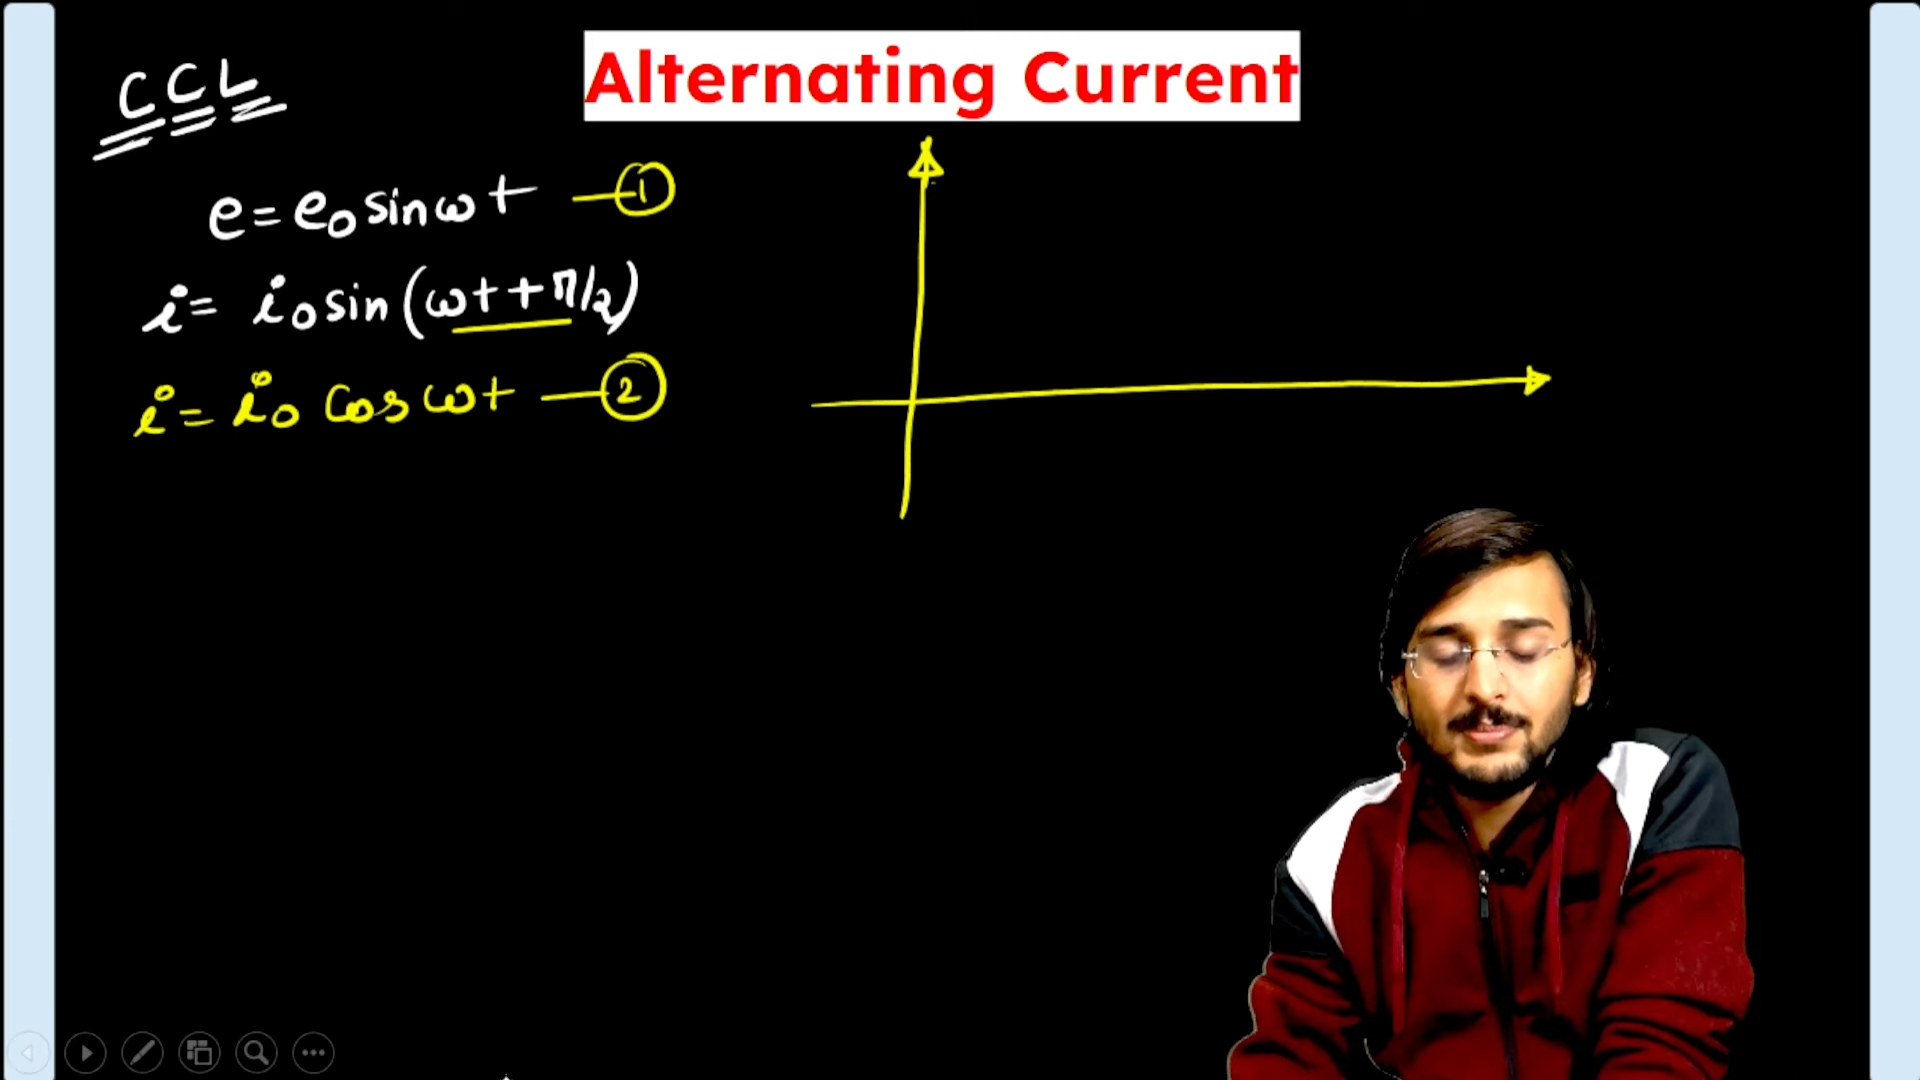 Alternating Current
CCL
e = e₀ sin ωt —①
i = i₀ sin (ωt + π/2)
i = i₀ cos ωt —②